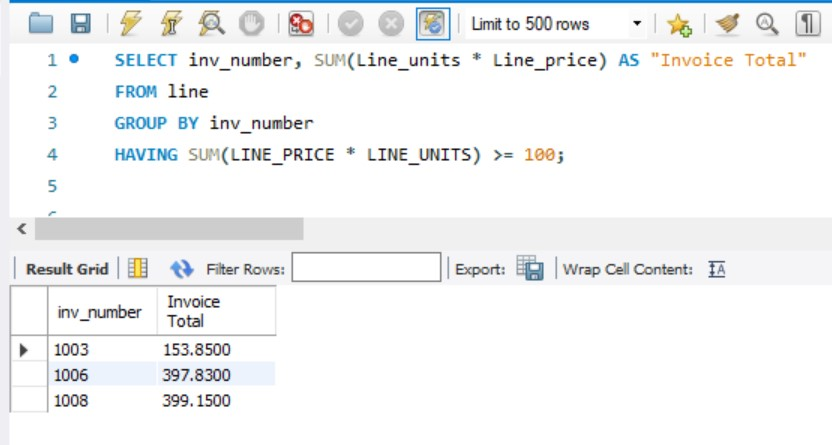 Limit to 500 rows
1 SELECT inv_number, SUM(Line_units * Line_price) AS "Invoice Total"
2 FROM line
3 GROUP BY inv_number
4 HAVING SUM(LINE_PRICE * LINE_UNITS) >= 100;
5
Result Grid Filter Rows: Export: Wrap Cell Content: IA
inv_number Invoice Total
1003 153.8500
1006 397.8300
1008 399.1500